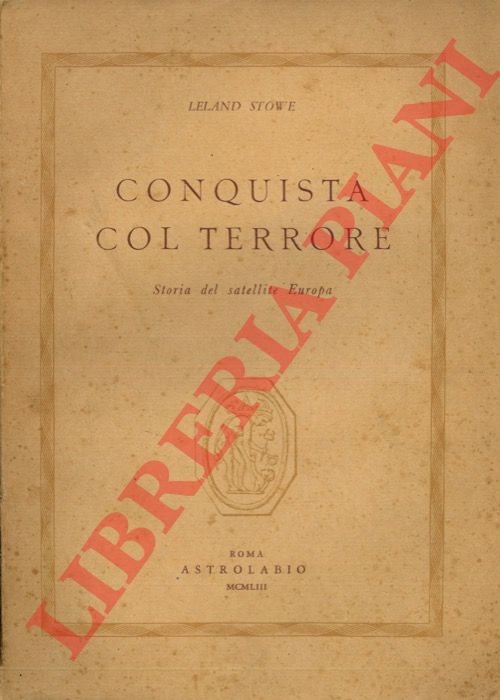 LELAND STOWE
CONQUISTA
COL TERRORE
Storia del satellite Europa
ROMA
ASTROLABIO
MCMLIII
LIBRERIA PIANI